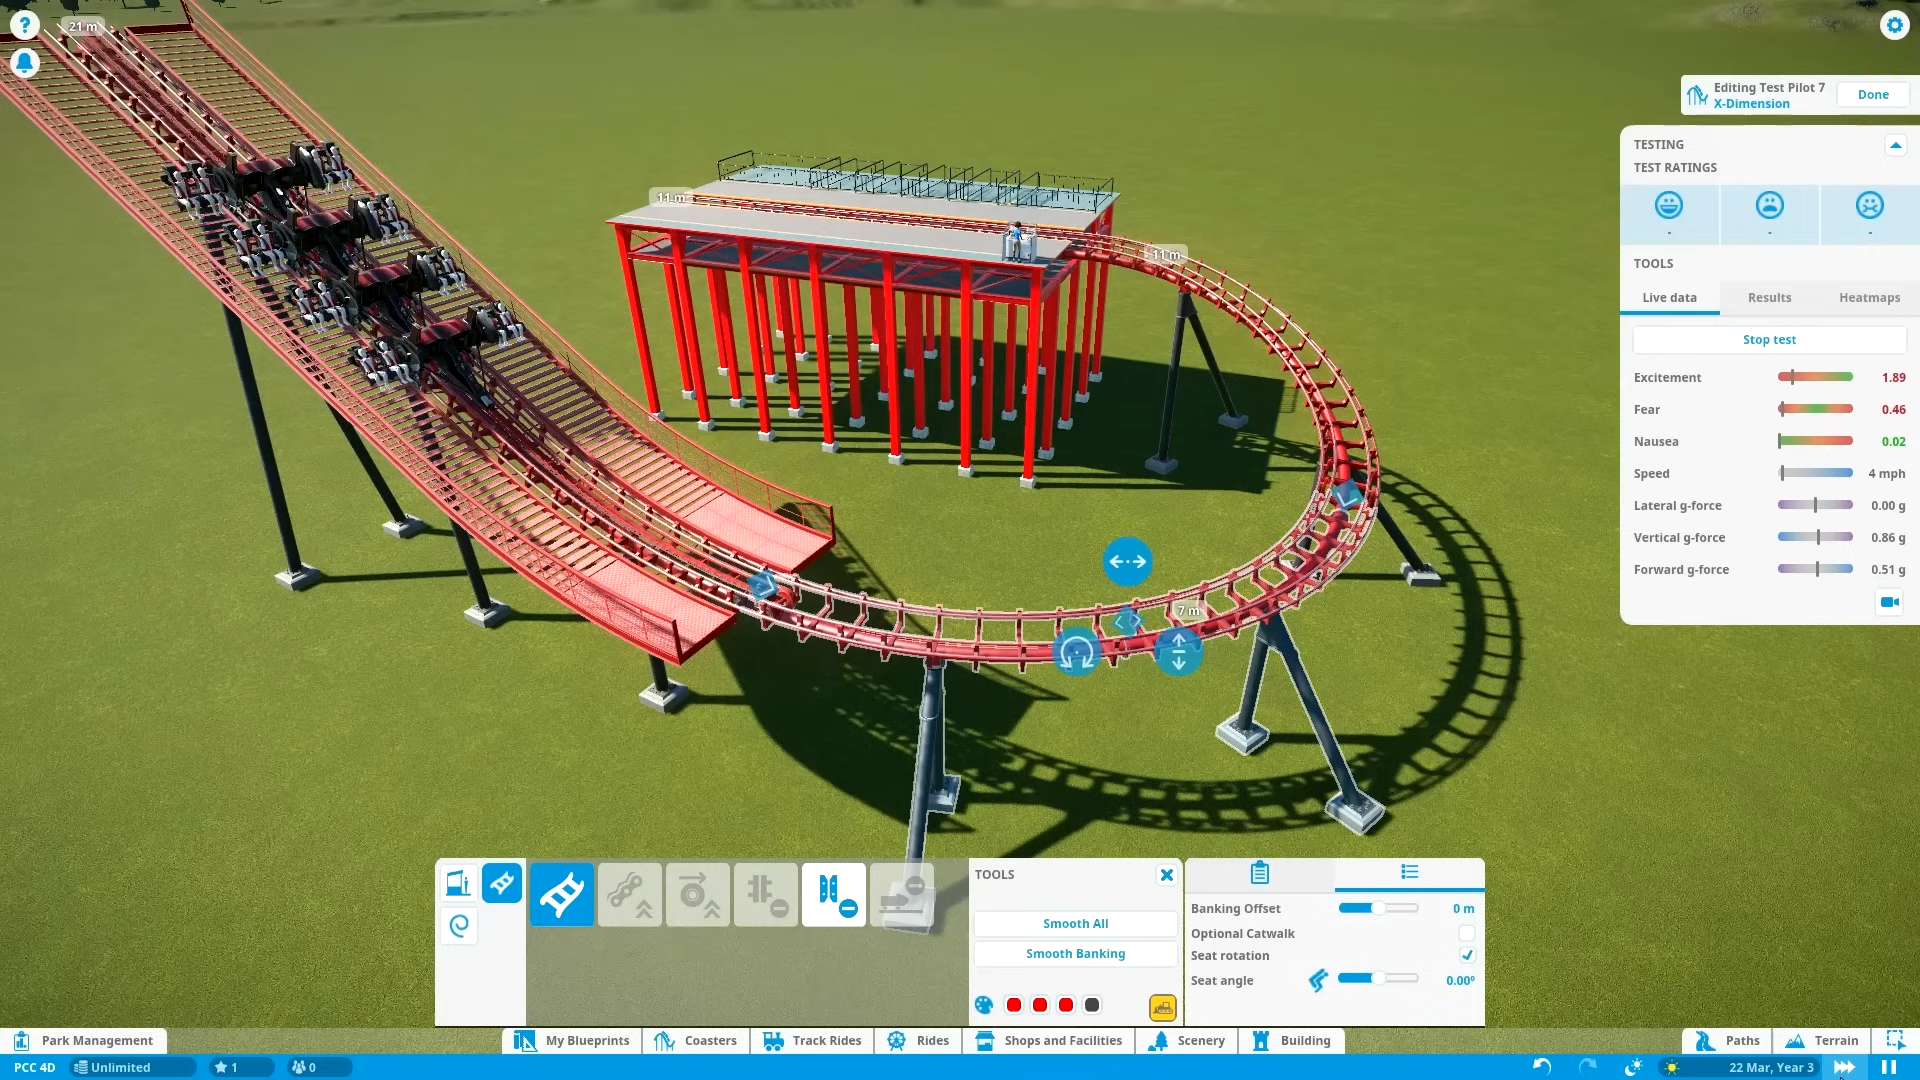 21 m
11 m
11 m
7 m
Editing Test Pilot 7
X-Dimension
Done
TESTING
TEST RATINGS
- - -
TOOLS
Live data Results Heatmaps
Stop test
Excitement 1.89
Fear 0.46
Nausea 0.02
Speed 4 mph
Lateral g-force 0.00 g
Vertical g-force 0.86 g
Forward g-force 0.51 g
TOOLS
Smooth All
Smooth Banking
Banking Offset 0 m
Optional Catwalk
Seat rotation
Seat angle 0.00°
Park Management My Blueprints Coasters Track Rides Rides Shops and Facilities Scenery Building Paths Terrain
PCC 4D Unlimited 1 0 22 Mar, Year 3